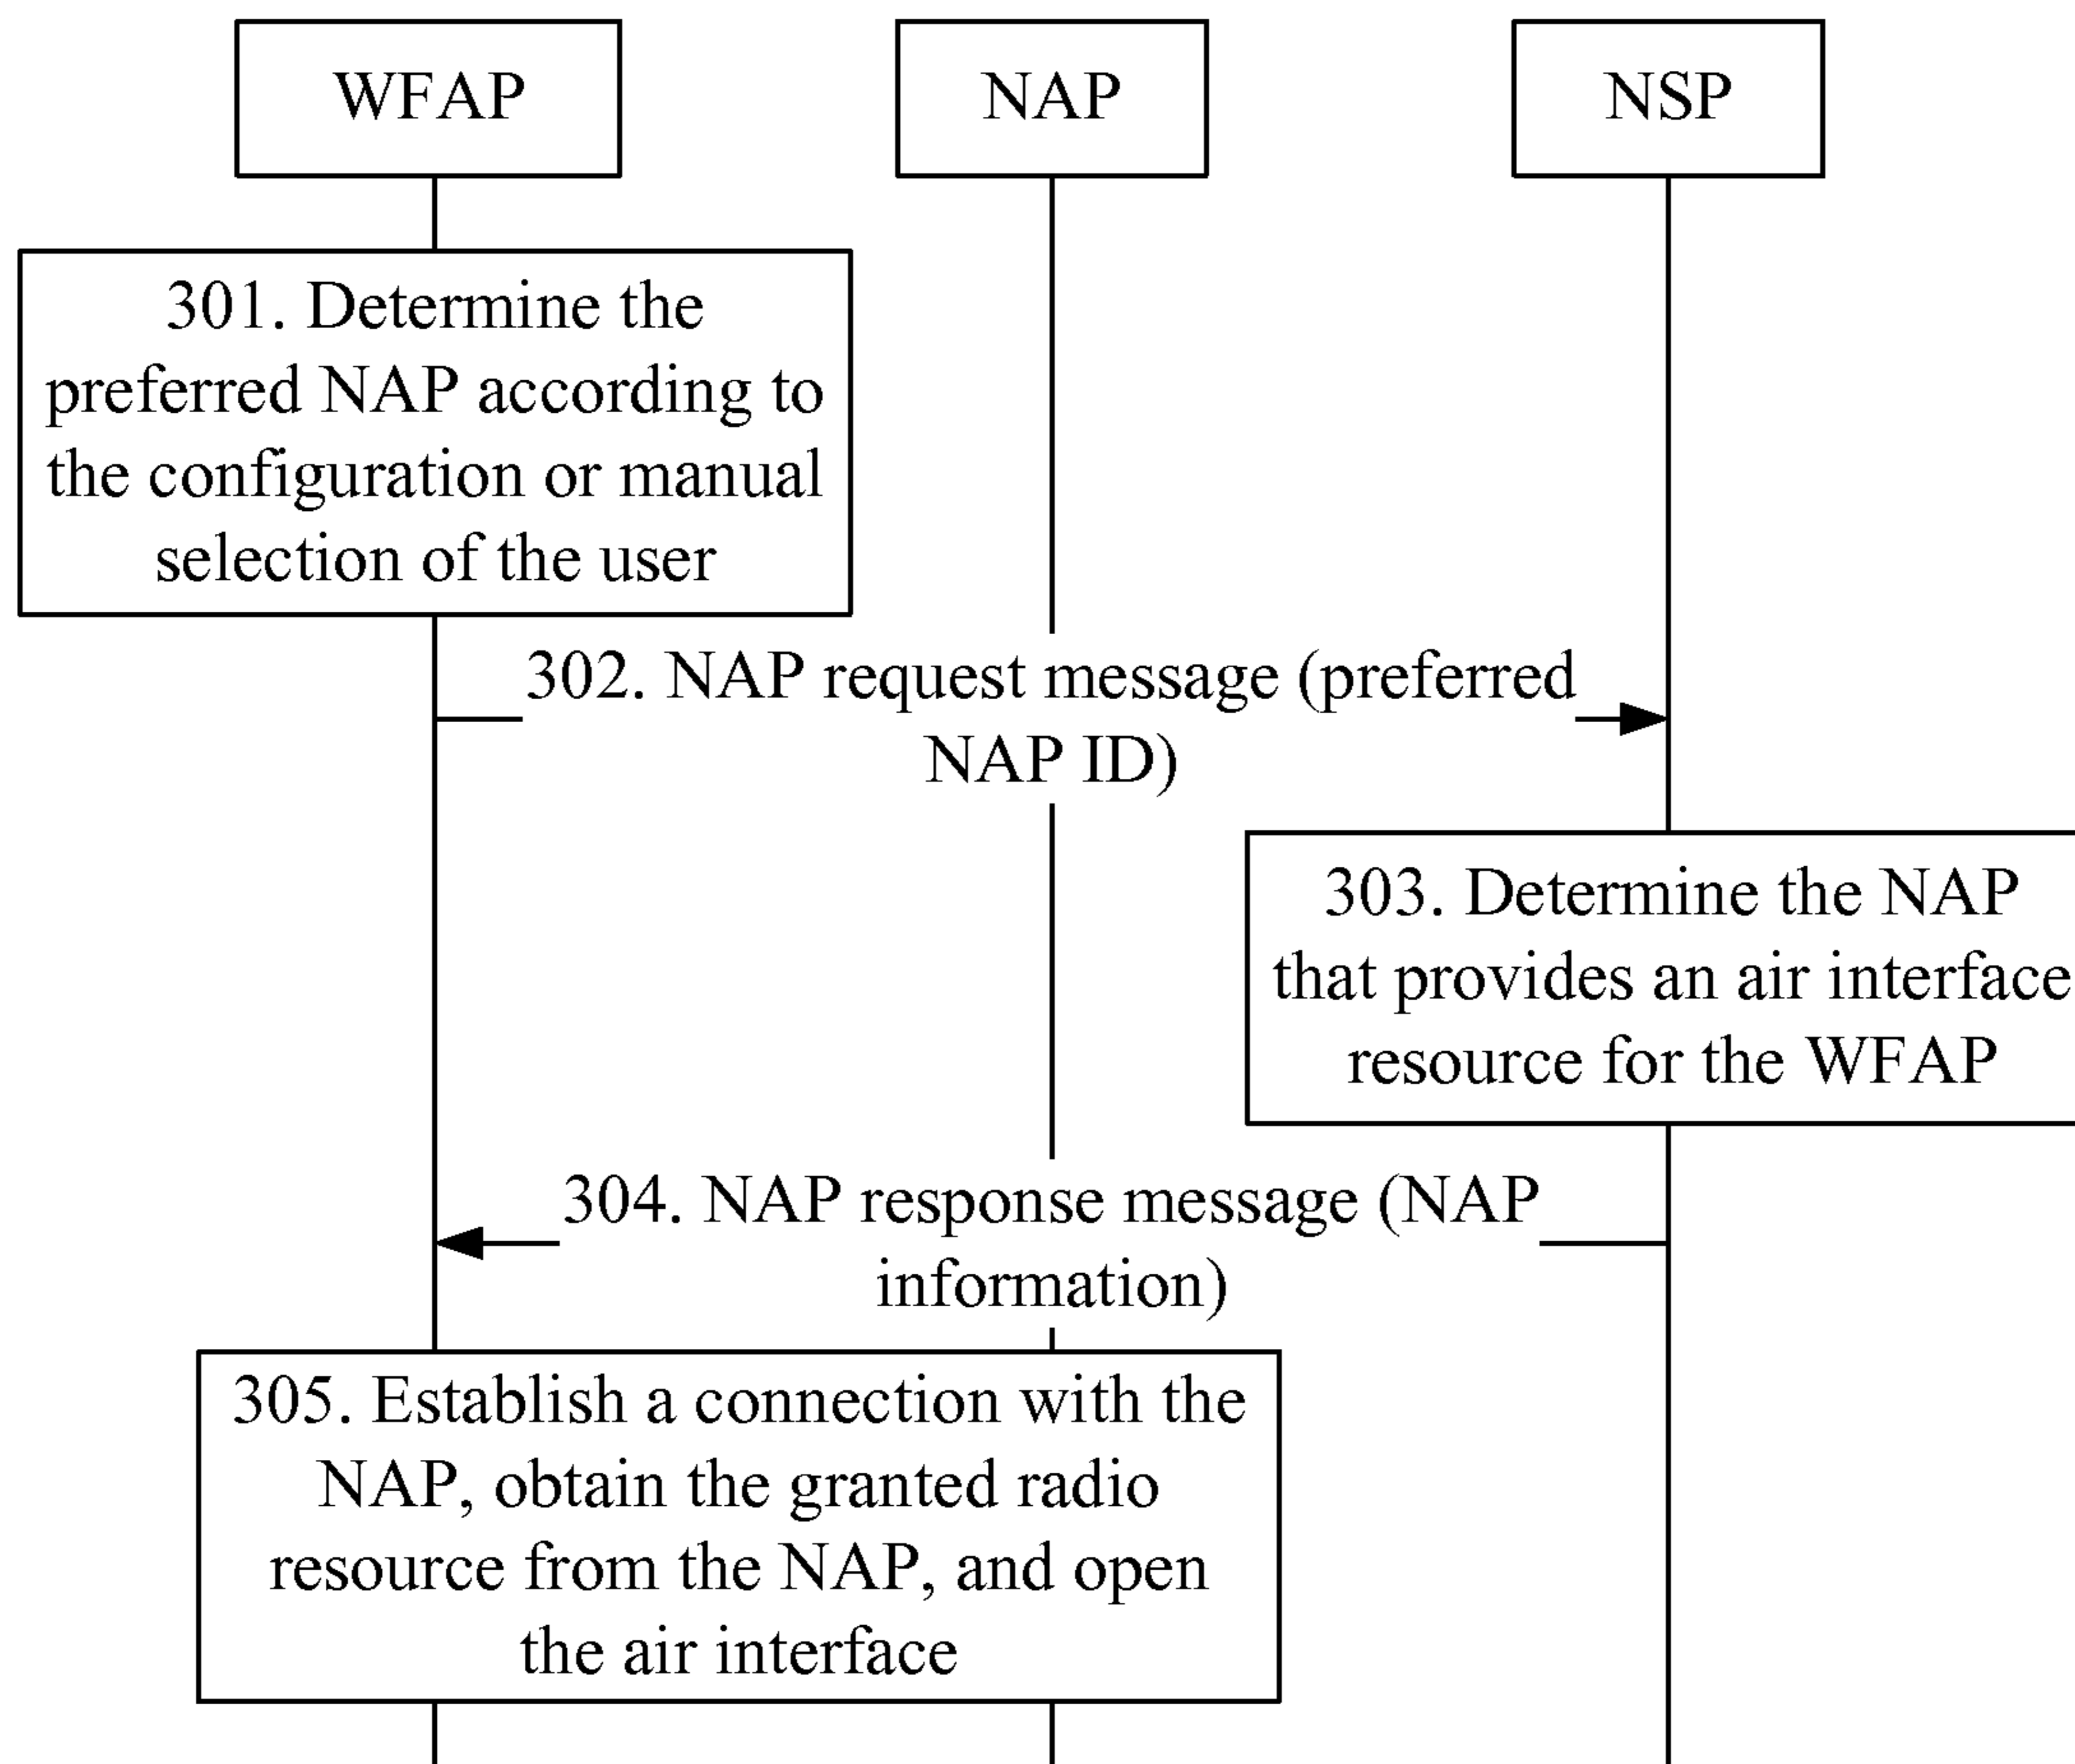 WFAP
NAP
NSP
301. Determine the
preferred NAP according to
the configuration or manual
selection of the user
302. NAP request message (preferred
NAP ID)
303. Determine the NAP
that provides an air interface
resource for the WFAP
304. NAP response message (NAP
information)
305. Establish a connection with the
NAP, obtain the granted radio
resource from the NAP, and open
the air interface